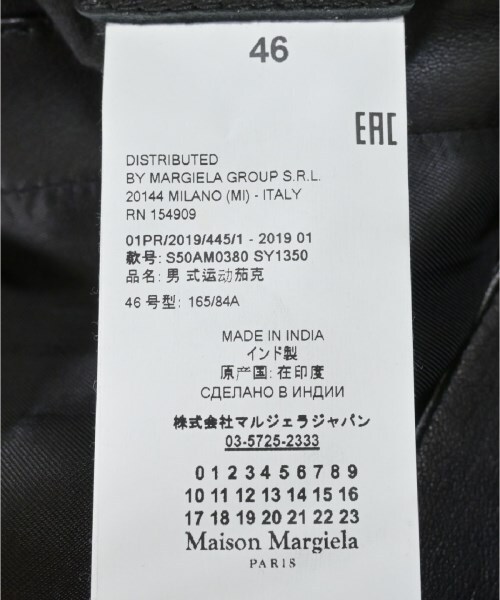 46
EAC
DISTRIBUTED
BY MARGIELA GROUP S.R.L.
20144 MILANO (MI) - ITALY
RN 154909
01PR/2019/445/1 - 2019 01
款号: S50AM0380 SY1350
品名: 男 式运动茄克
46 号型: 165/84A
MADE IN INDIA
インド製
原产国: 在印度
СДЕЛАНО В ИНДИИ
株式会社マルジェラジャパン
03-5725-2333
0 1 2 3 4 5 6 7 8 9
10 11 12 13 14 15 16
17 18 19 20 21 22 23
Maison Margiela
PARIS